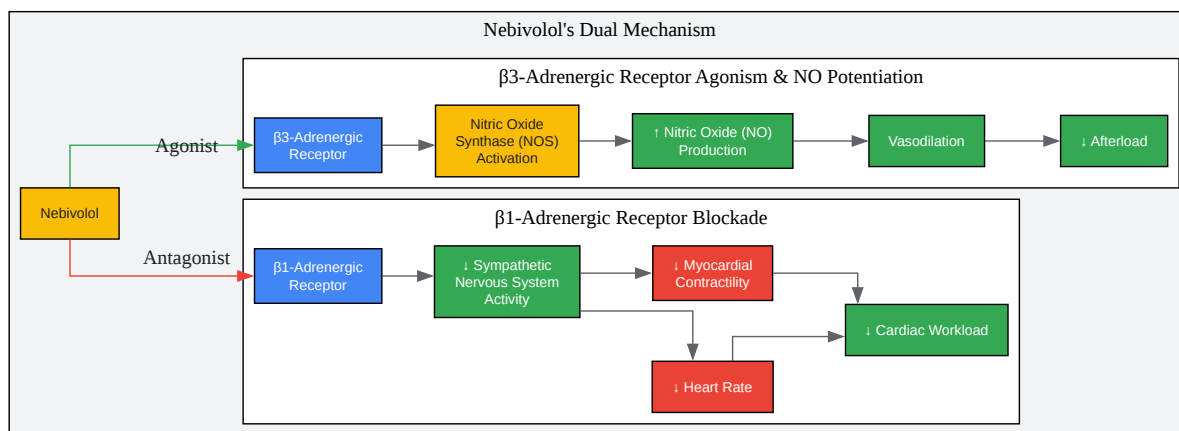 Nebivolol's Dual Mechanism
β3-Adrenergic Receptor Agonism & NO Potentiation
Agonist
β3-Adrenergic
Receptor
Nitric Oxide
Synthase (NOS)
Activation
↑ Nitric Oxide (NO)
Production
Vasodilation
↓ Afterload
Nebivolol
β1-Adrenergic Receptor Blockade
Antagonist
β1-Adrenergic
Receptor
↓ Sympathetic
Nervous System
Activity
↓ Myocardial
Contractility
↓ Heart Rate
↓ Cardiac Workload